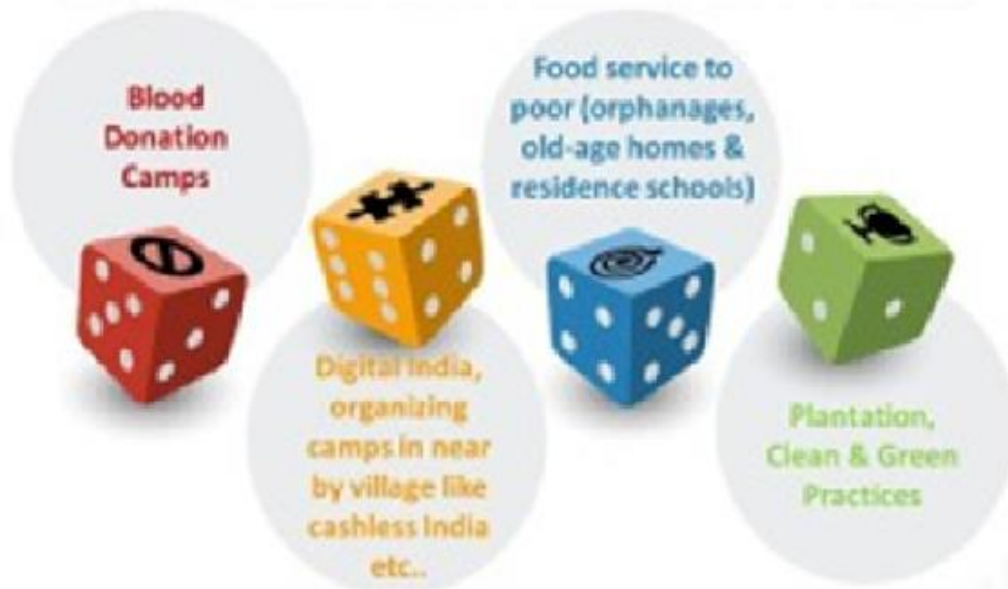 Blood
Donation
Camps
Digital India,
organizing
camps in near
by village like
cashless India
etc..
Food service to
poor (orphanages,
old-age homes &
residence schools)
Plantation,
Clean & Green
Practices